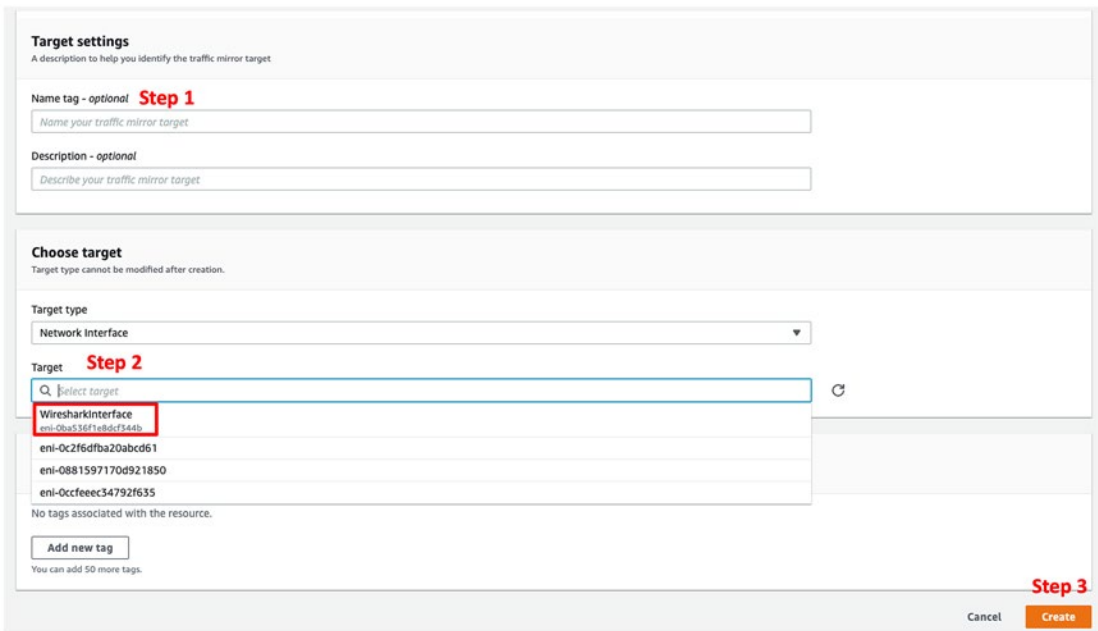 Target settings
A description to help you identify the traffic mirror target
Name tag - optional Step 1
Name your traffic mirror target
Description - optional
Describe your traffic mirror target
Choose target
Target type cannot be modified after creation.
Target type
Network Interface
Target Step 2
Select target
WiresharkInterface
eni-0ba536f1e8dcf344b
eni-0c2f6dfba20abcd61
eni-0881597170d921850
eni-0ccfeeec34792f635
No tags associated with the resource.
Add new tag
You can add 50 more tags.
Step 3
Cancel Create